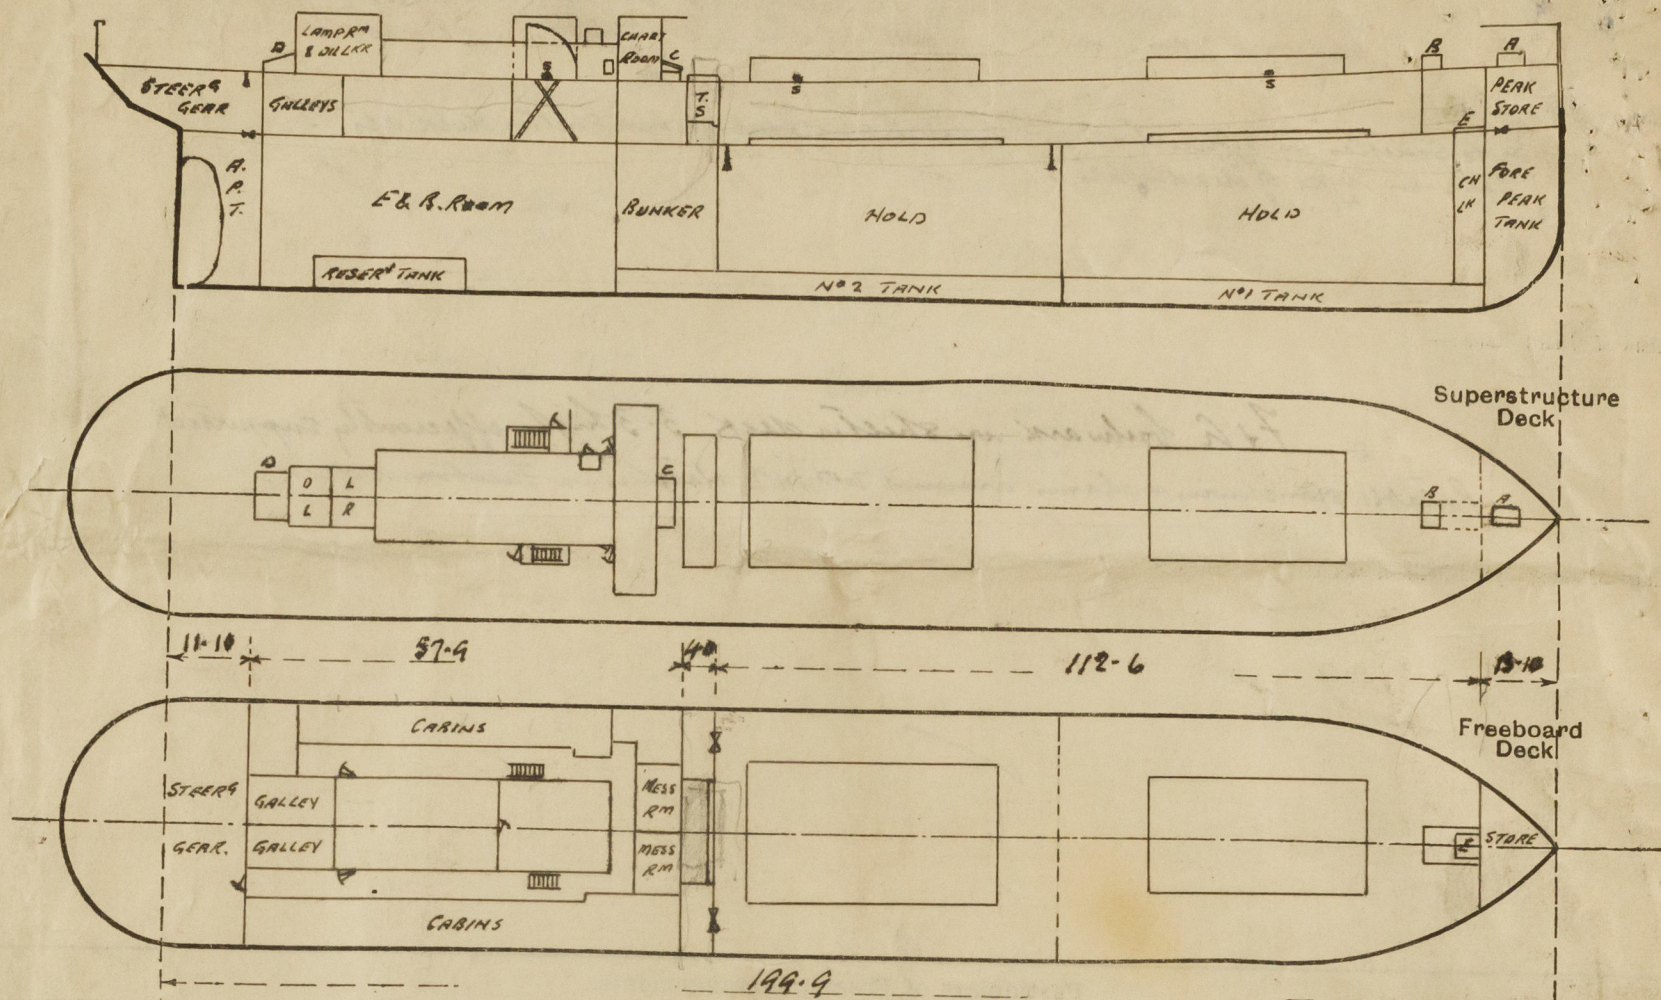 LAMP RM
& OIL LKR
D
CHART
ROOM
C
B
A
STEERG
GEAR
GALLEYS
S
T.
S
S
S
PEAK
STORE
E
A.
P.
T.
E & B. ROOM
BUNKER
HOLD
HOLD
CH
LK
FORE
PEAK
TANK
RESERV TANK
Nº 2 TANK
Nº 1 TANK
Superstructure
Deck
D
O L
L R
C
B
A
11-10
57-9
4-0
112-6
13-10
Freeboard
Deck
CABINS
STEERG
GEAR.
GALLEY
GALLEY
MESS
RM
MESS
RM
E
STORE
CABINS
199-9